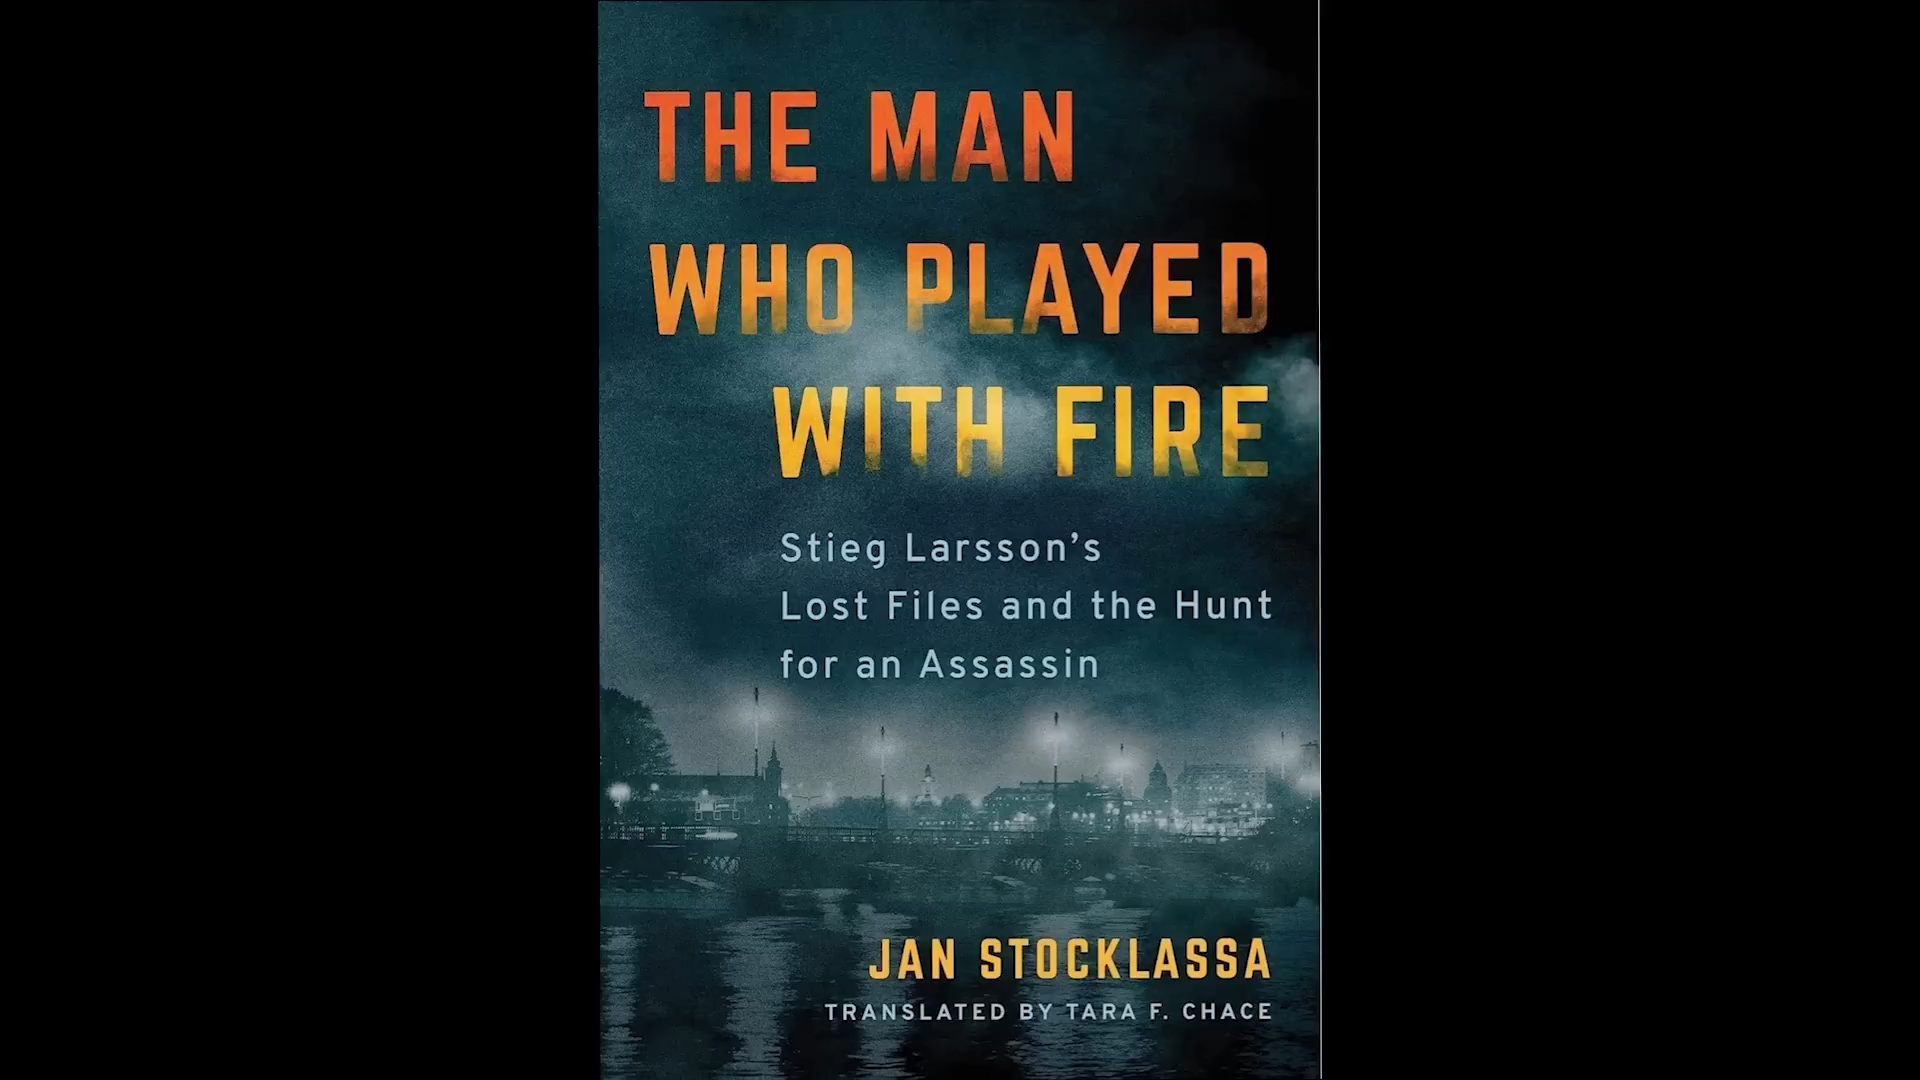 THE MAN
WHO PLAYED
WITH FIRE
Stieg Larsson’s
Lost Files and the Hunt
for an Assassin
JAN STOCKLASSA
TRANSLATED BY TARA F. CHACE